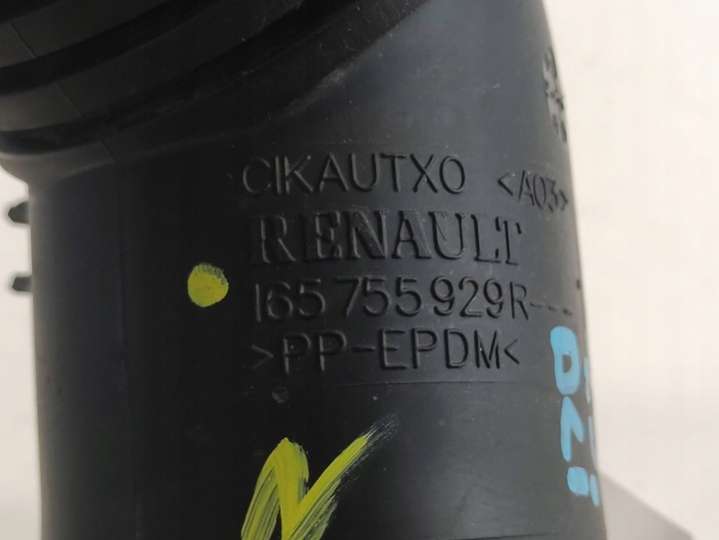 CIKAUTXO <A03>
RENAULT
165755929R---
>PP-EPDM<